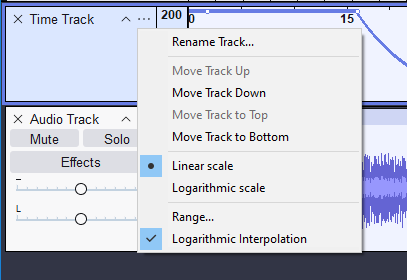 Time Track
200
0
15
Rename Track...
Move Track Up
Move Track Down
Move Track to Top
Move Track to Bottom
Linear scale
Logarithmic scale
Range...
Logarithmic Interpolation
Audio Track
Mute Solo
Effects
L